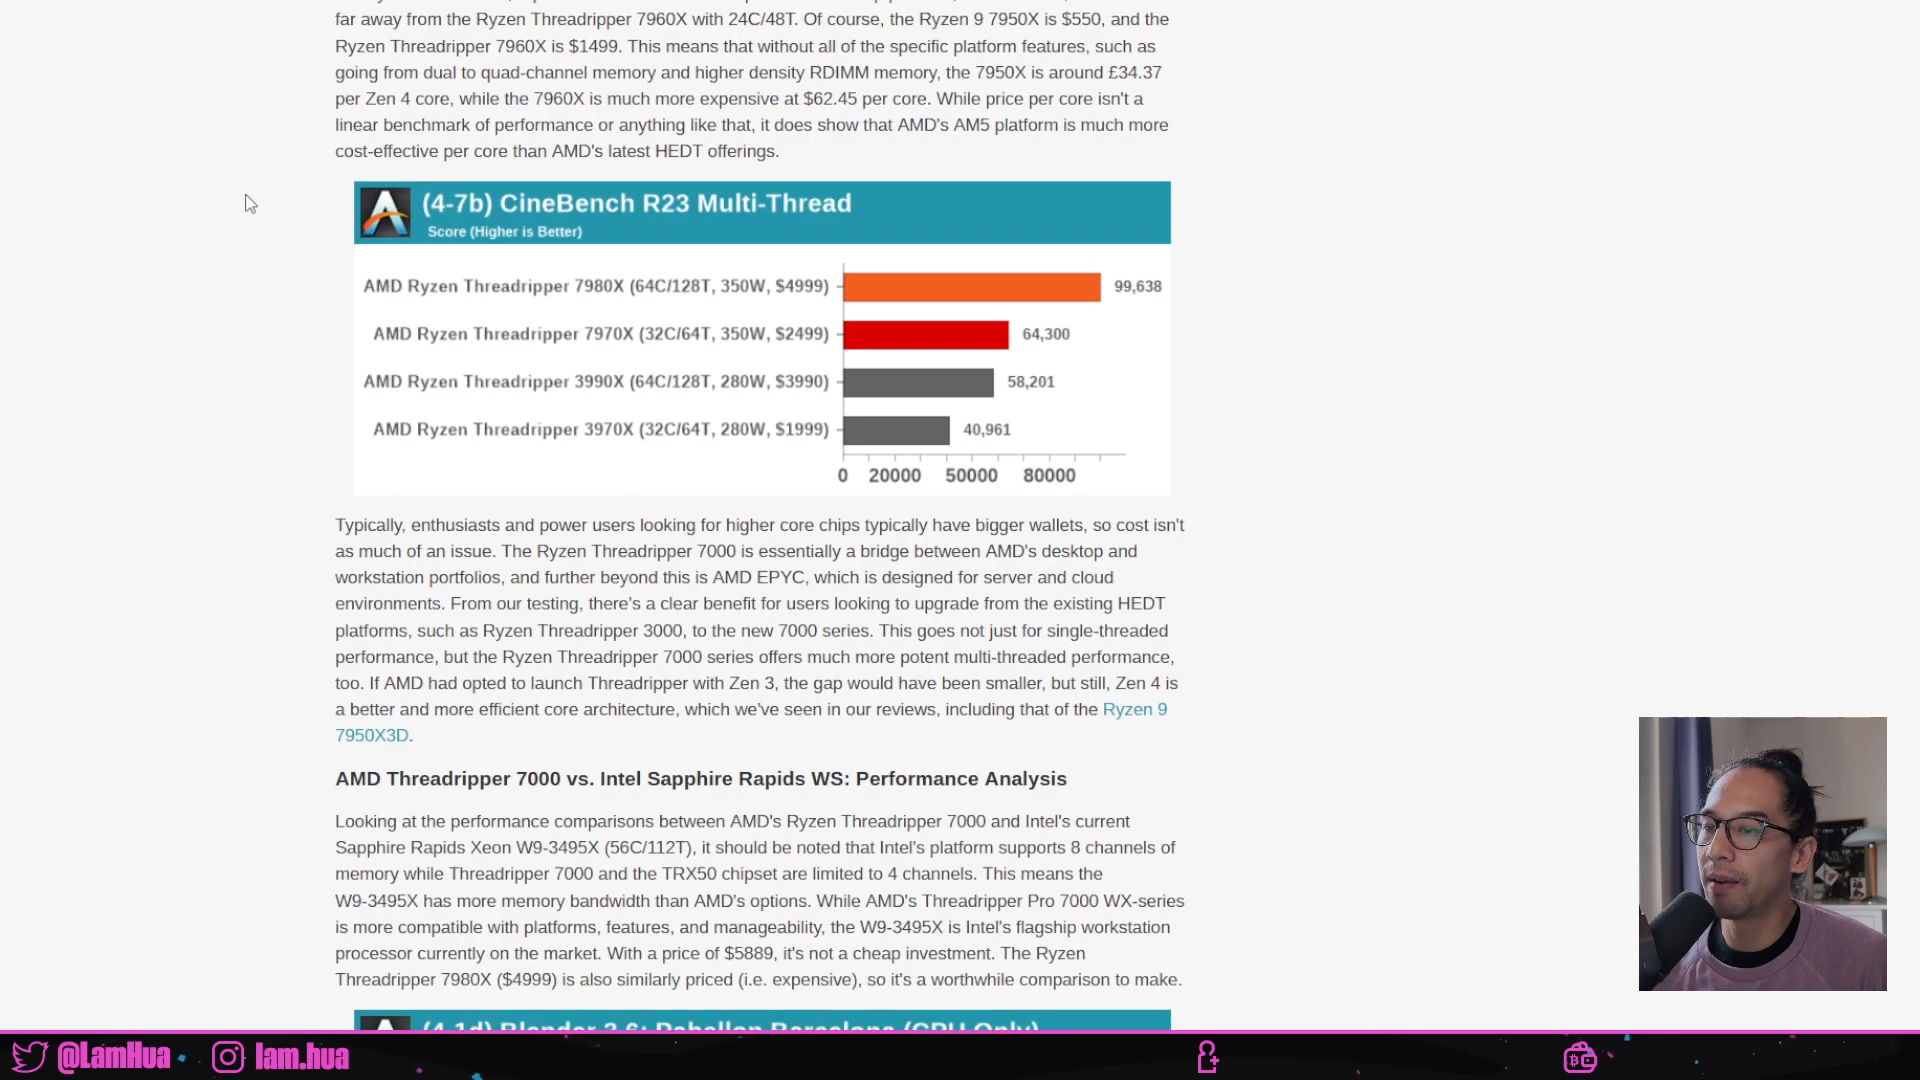 far away from the Ryzen Threadripper 7960X with 24C/48T. Of course, the Ryzen 9 7950X is $550, and the
Ryzen Threadripper 7960X is $1499. This means that without all of the specific platform features, such as
going from dual to quad-channel memory and higher density RDIMM memory, the 7950X is around £34.37
per Zen 4 core, while the 7960X is much more expensive at $62.45 per core. While price per core isn't a
linear benchmark of performance or anything like that, it does show that AMD's AM5 platform is much more
cost-effective per core than AMD's latest HEDT offerings.
(4-7b) CineBench R23 Multi-Thread
Score (Higher is Better)
AMD Ryzen Threadripper 7980X (64C/128T, 350W, $4999) 99,638
AMD Ryzen Threadripper 7970X (32C/64T, 350W, $2499) 64,300
AMD Ryzen Threadripper 3990X (64C/128T, 280W, $3990) 58,201
AMD Ryzen Threadripper 3970X (32C/64T, 280W, $1999) 40,961
0 20000 50000 80000
Typically, enthusiasts and power users looking for higher core chips typically have bigger wallets, so cost isn't
as much of an issue. The Ryzen Threadripper 7000 is essentially a bridge between AMD's desktop and
workstation portfolios, and further beyond this is AMD EPYC, which is designed for server and cloud
environments. From our testing, there's a clear benefit for users looking to upgrade from the existing HEDT
platforms, such as Ryzen Threadripper 3000, to the new 7000 series. This goes not just for single-threaded
performance, but the Ryzen Threadripper 7000 series offers much more potent multi-threaded performance,
too. If AMD had opted to launch Threadripper with Zen 3, the gap would have been smaller, but still, Zen 4 is
a better and more efficient core architecture, which we've seen in our reviews, including that of the Ryzen 9
7950X3D.
AMD Threadripper 7000 vs. Intel Sapphire Rapids WS: Performance Analysis
Looking at the performance comparisons between AMD's Ryzen Threadripper 7000 and Intel's current
Sapphire Rapids Xeon W9-3495X (56C/112T), it should be noted that Intel's platform supports 8 channels of
memory while Threadripper 7000 and the TRX50 chipset are limited to 4 channels. This means the
W9-3495X has more memory bandwidth than AMD's options. While AMD's Threadripper Pro 7000 WX-series
is more compatible with platforms, features, and manageability, the W9-3495X is Intel's flagship workstation
processor currently on the market. With a price of $5889, it's not a cheap investment. The Ryzen
Threadripper 7980X ($4999) is also similarly priced (i.e. expensive), so it's a worthwhile comparison to make.
(4-1d) Blender 3.6: Pabellon Barcelona (CPU Only)
@LamHua lam.hua